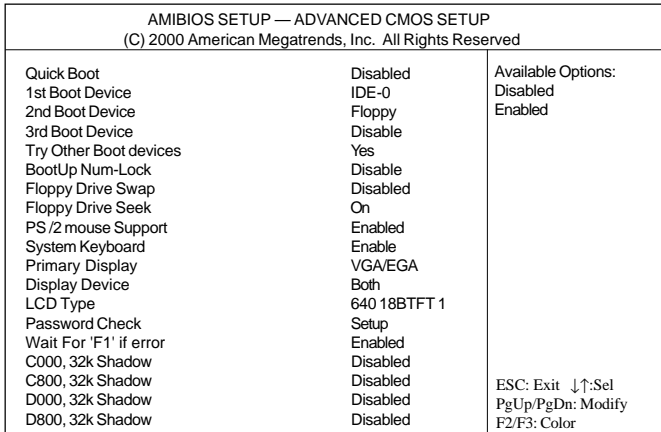 AMIBIOS SETUP — ADVANCED CMOS SETUP
(C) 2000 American Megatrends, Inc. All Rights Reserved
Quick Boot Disabled
1st Boot Device IDE-0
2nd Boot Device Floppy
3rd Boot Device Disable
Try Other Boot devices Yes
BootUp Num-Lock Disable
Floppy Drive Swap Disabled
Floppy Drive Seek On
PS /2 mouse Support Enabled
System Keyboard Enable
Primary Display VGA/EGA
Display Device Both
LCD Type 640 18BTFT 1
Password Check Setup
Wait For 'F1' if error Enabled
C000, 32k Shadow Disabled
C800, 32k Shadow Disabled
D000, 32k Shadow Disabled
D800, 32k Shadow Disabled
Available Options:
Disabled
Enabled
ESC: Exit ↓↑:Sel
PgUp/PgDn: Modify
F2/F3: Color